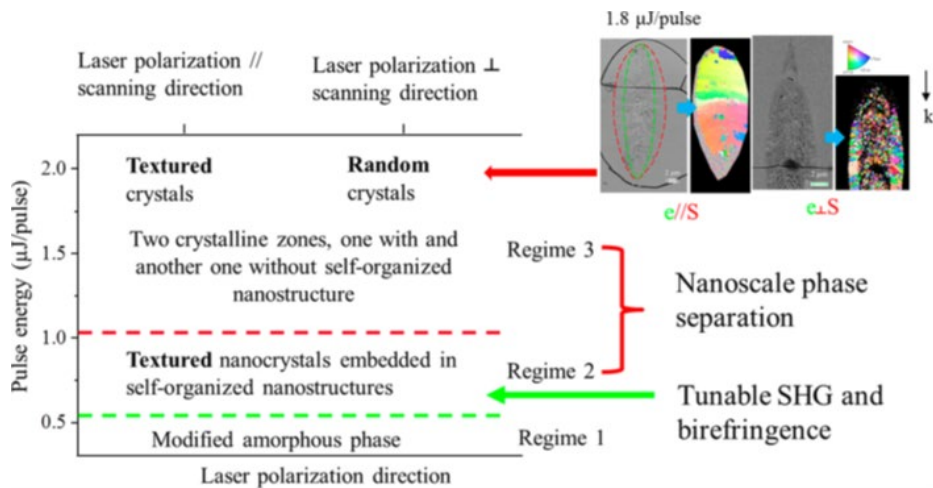 1.8 μJ/pulse
Laser polarization //
scanning direction
Laser polarization ⊥
scanning direction
k
Pulse energy (μJ/pulse)
2.0
1.5
1.0
0.5
Textured
crystals
Random
crystals
e//S
e⊥S
Two crystalline zones, one with and
another one without self-organized
nanostructure
Regime 3
Nanoscale phase
separation
Textured nanocrystals embedded in
self-organized nanostructures
Regime 2
Tunable SHG and
birefringence
Modified amorphous phase
Regime 1
Laser polarization direction